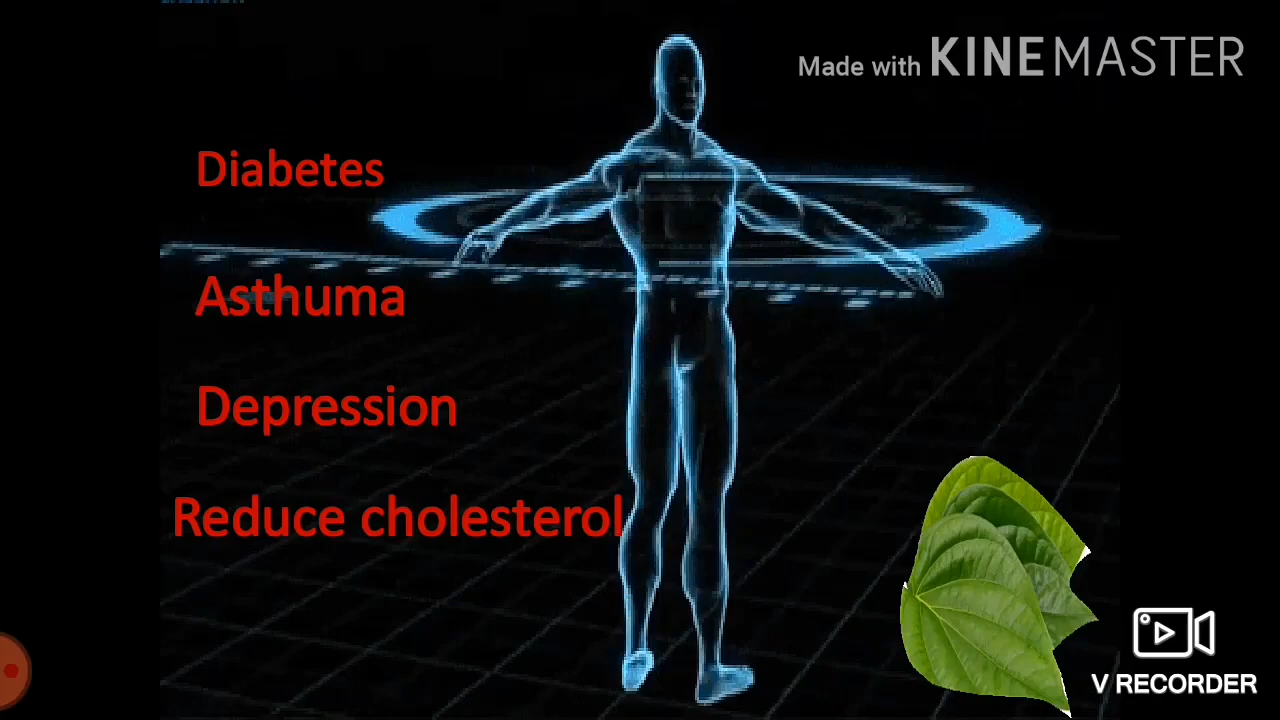 Made with KINEMASTER
Diabetes
Asthuma
Depression
Reduce cholesterol
V RECORDER